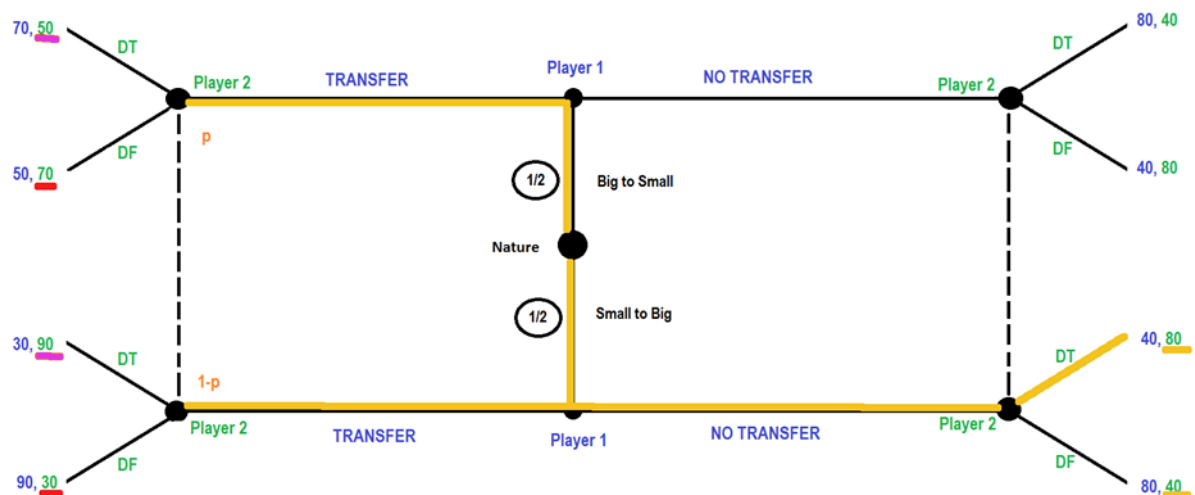 70, 50
DT
Player 2
TRANSFER
Player 1
NO TRANSFER
Player 2
DT
80, 40
p
50, 70
DF
1/2
Big to Small
DF
40, 80
Nature
1/2
Small to Big
30, 90
DT
40, 80
DT
1-p
Player 2
TRANSFER
Player 1
NO TRANSFER
Player 2
DF
90, 30
DF
80, 40